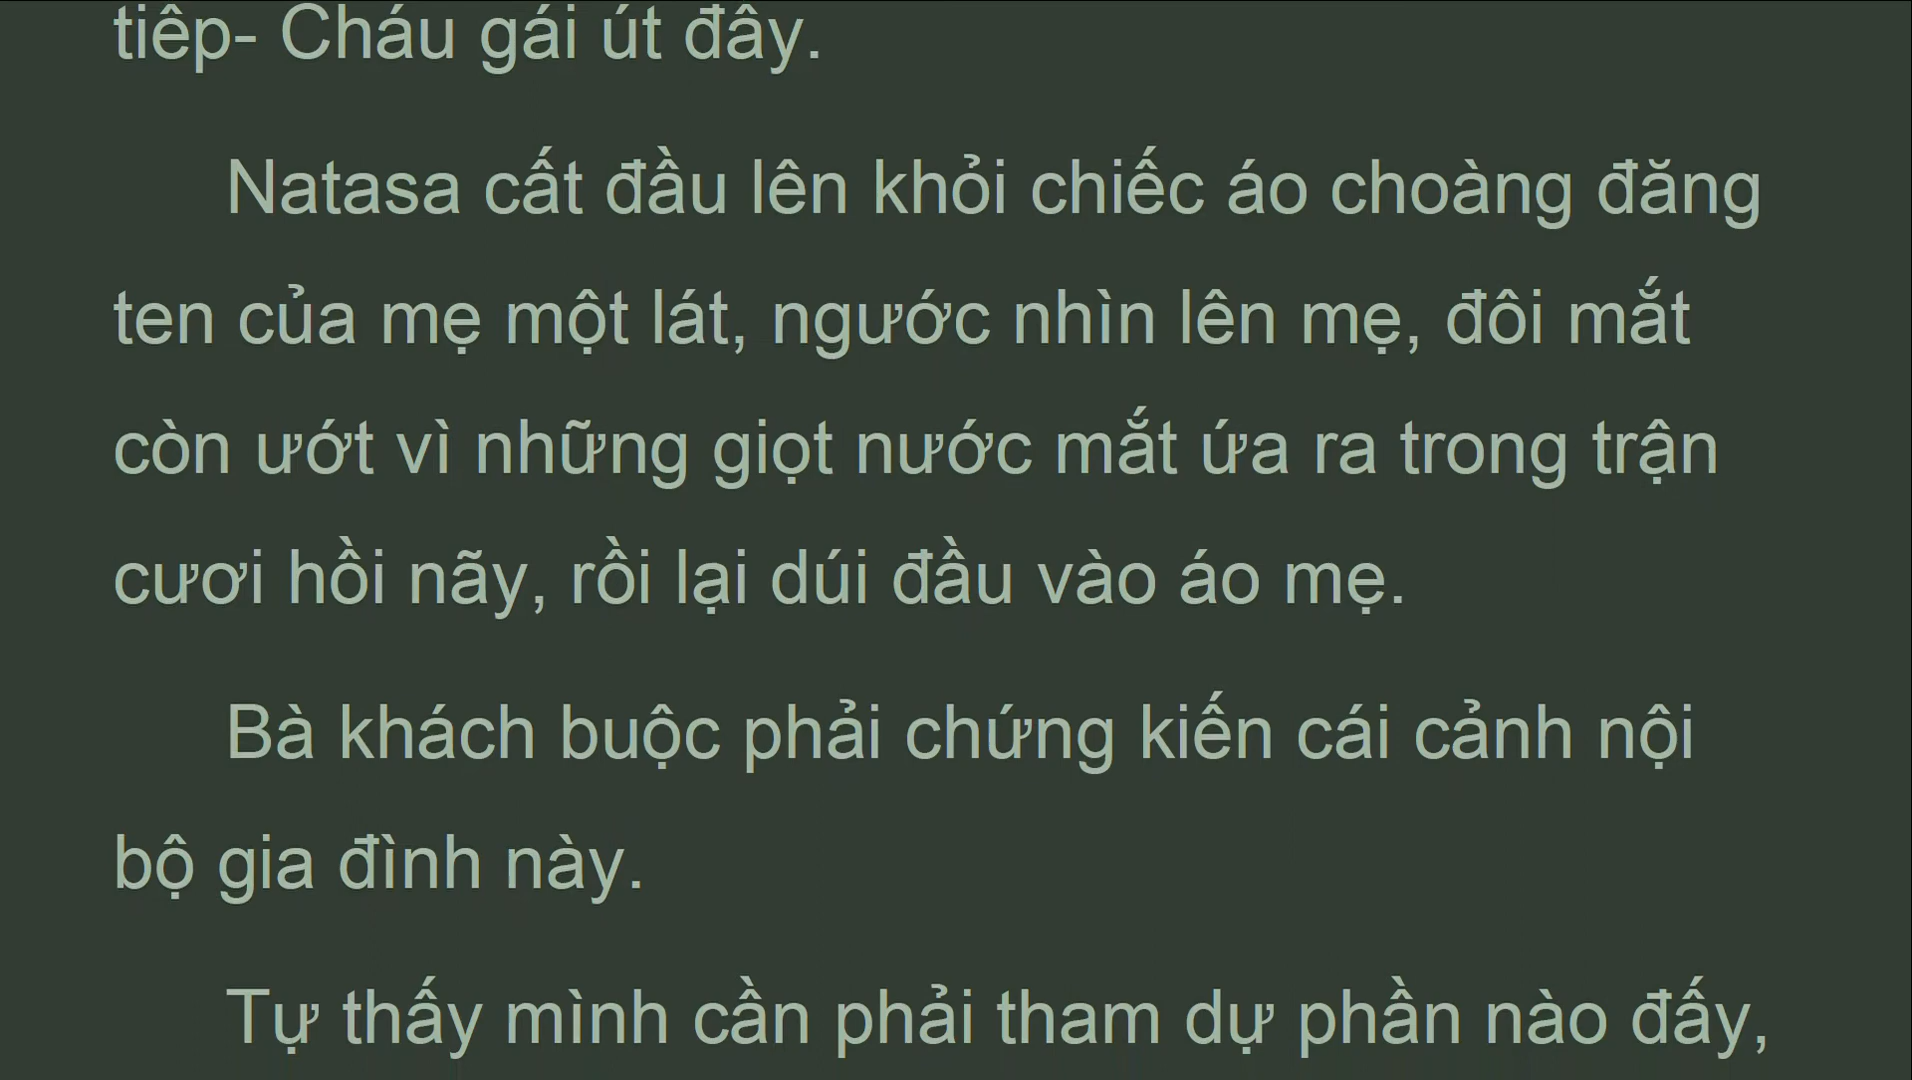 tiếp- Cháu gái út đây.
Natasa cất đầu lên khỏi chiếc áo choàng đăng
ten của mẹ một lát, ngước nhìn lên mẹ, đôi mắt
còn ướt vì những giọt nước mắt ứa ra trong trận
cươi hồi nãy, rồi lại dúi đầu vào áo mẹ.
Bà khách buộc phải chứng kiến cái cảnh nội
bộ gia đình này.
Tự thấy mình cần phải tham dự phần nào đấy,